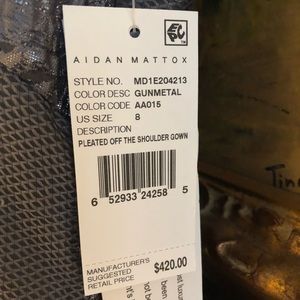 AIDAN MATTOX
STYLE NO. MD1E204213
COLOR DESC GUNMETAL
COLOR CODE AA015
US SIZE 8
DESCRIPTION
PLEATED OFF THE SHOULDER GOWN
6 52933 24258 5
MANUFACTURER'S
SUGGESTED
RETAIL PRICE
$420.00